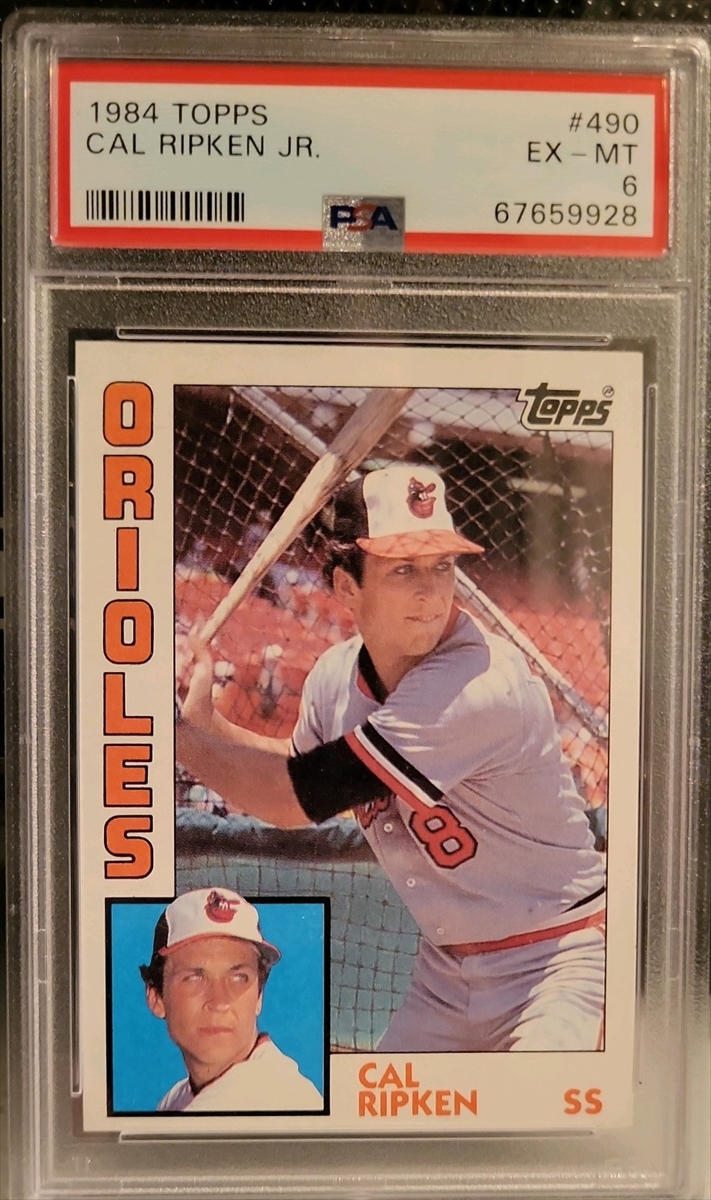 1984 TOPPS #490
CAL RIPKEN JR. EX - MT
6
PSA 67659928
ORIOLES
TOPPS
8
CAL
RIPKEN SS